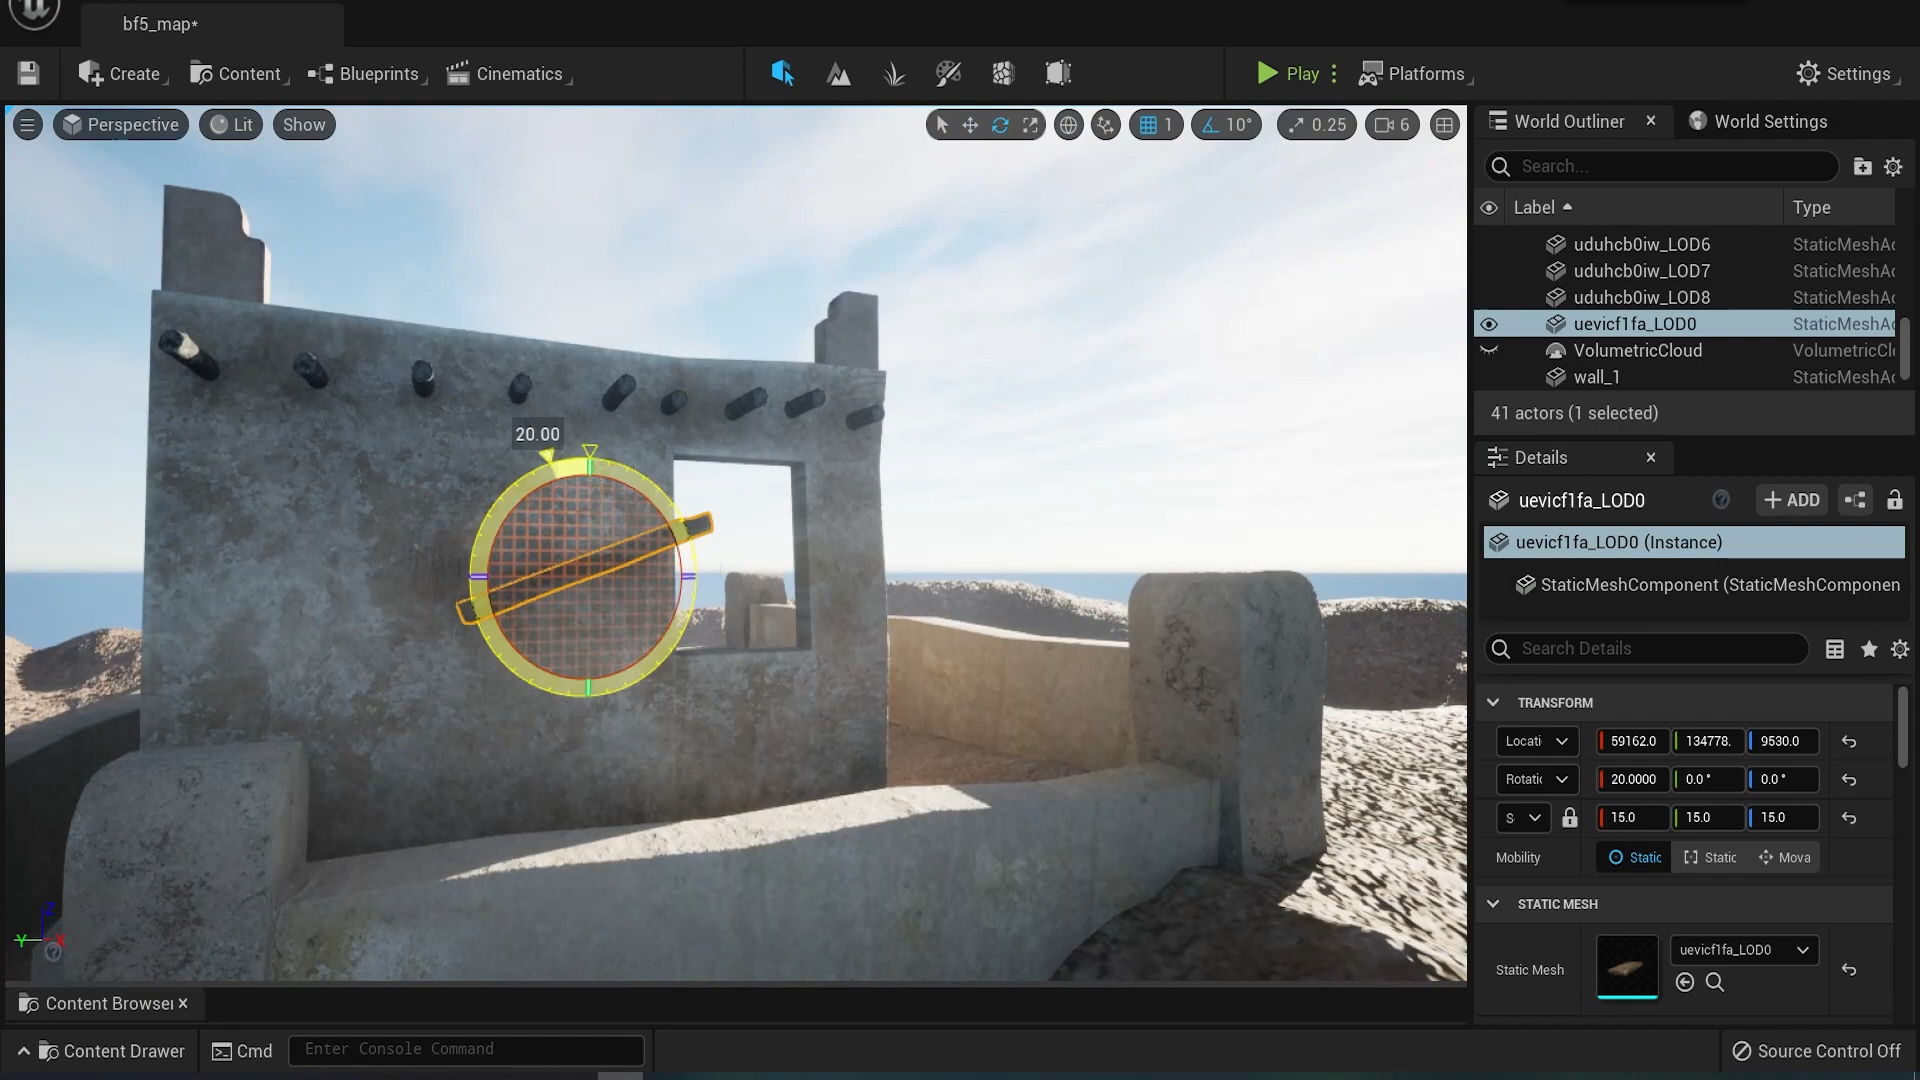 bf5_map*
Create
Content
Blueprints
Cinematics
Play
Platforms
Settings
Perspective
Lit
Show
1
10°
0.25
6
World Outliner
World Settings
Search...
Label
Type
uduhcb0iw_LOD6 StaticMeshAc
uduhcb0iw_LOD7 StaticMeshAc
uduhcb0iw_LOD8 StaticMeshAc
uevicf1fa_LOD0 StaticMeshAc
VolumetricCloud VolumetricCl
wall_1 StaticMeshAc
41 actors (1 selected)
20.00
Details
uevicf1fa_LOD0
ADD
uevicf1fa_LOD0 (Instance)
StaticMeshComponent (StaticMeshComponen
Search Details
TRANSFORM
Locati 59162.0 134778. 9530.0
Rotatic 20.0000 0.0° 0.0°
S 15.0 15.0 15.0
Mobility Static Static Mova
STATIC MESH
Static Mesh
uevicf1fa_LOD0
Z
Y X
Content Browser
Content Drawer
Cmd
Enter Console Command
Source Control Off